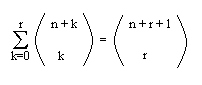 r
∑ ( n + k ) = ( n + r + 1 )
k=0 ( k ) ( r )